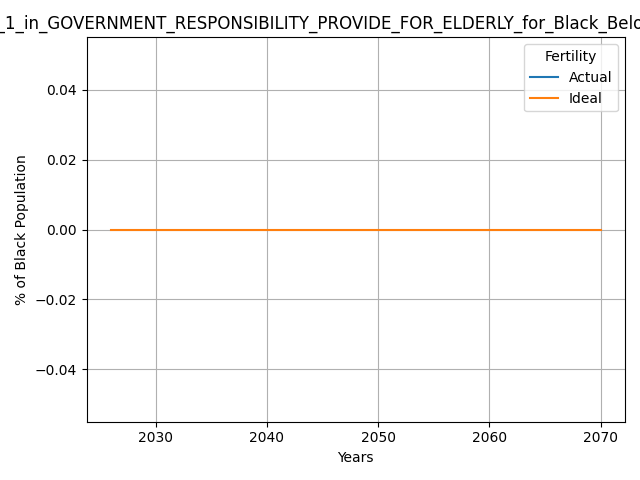 _1_in_GOVERNMENT_RESPONSIBILITY_PROVIDE_FOR_ELDERLY_for_Black_Belo
Fertility
Actual
Ideal
0.04
0.02
0.00
−0.02
−0.04
% of Black Population
2030 2040 2050 2060 2070
Years